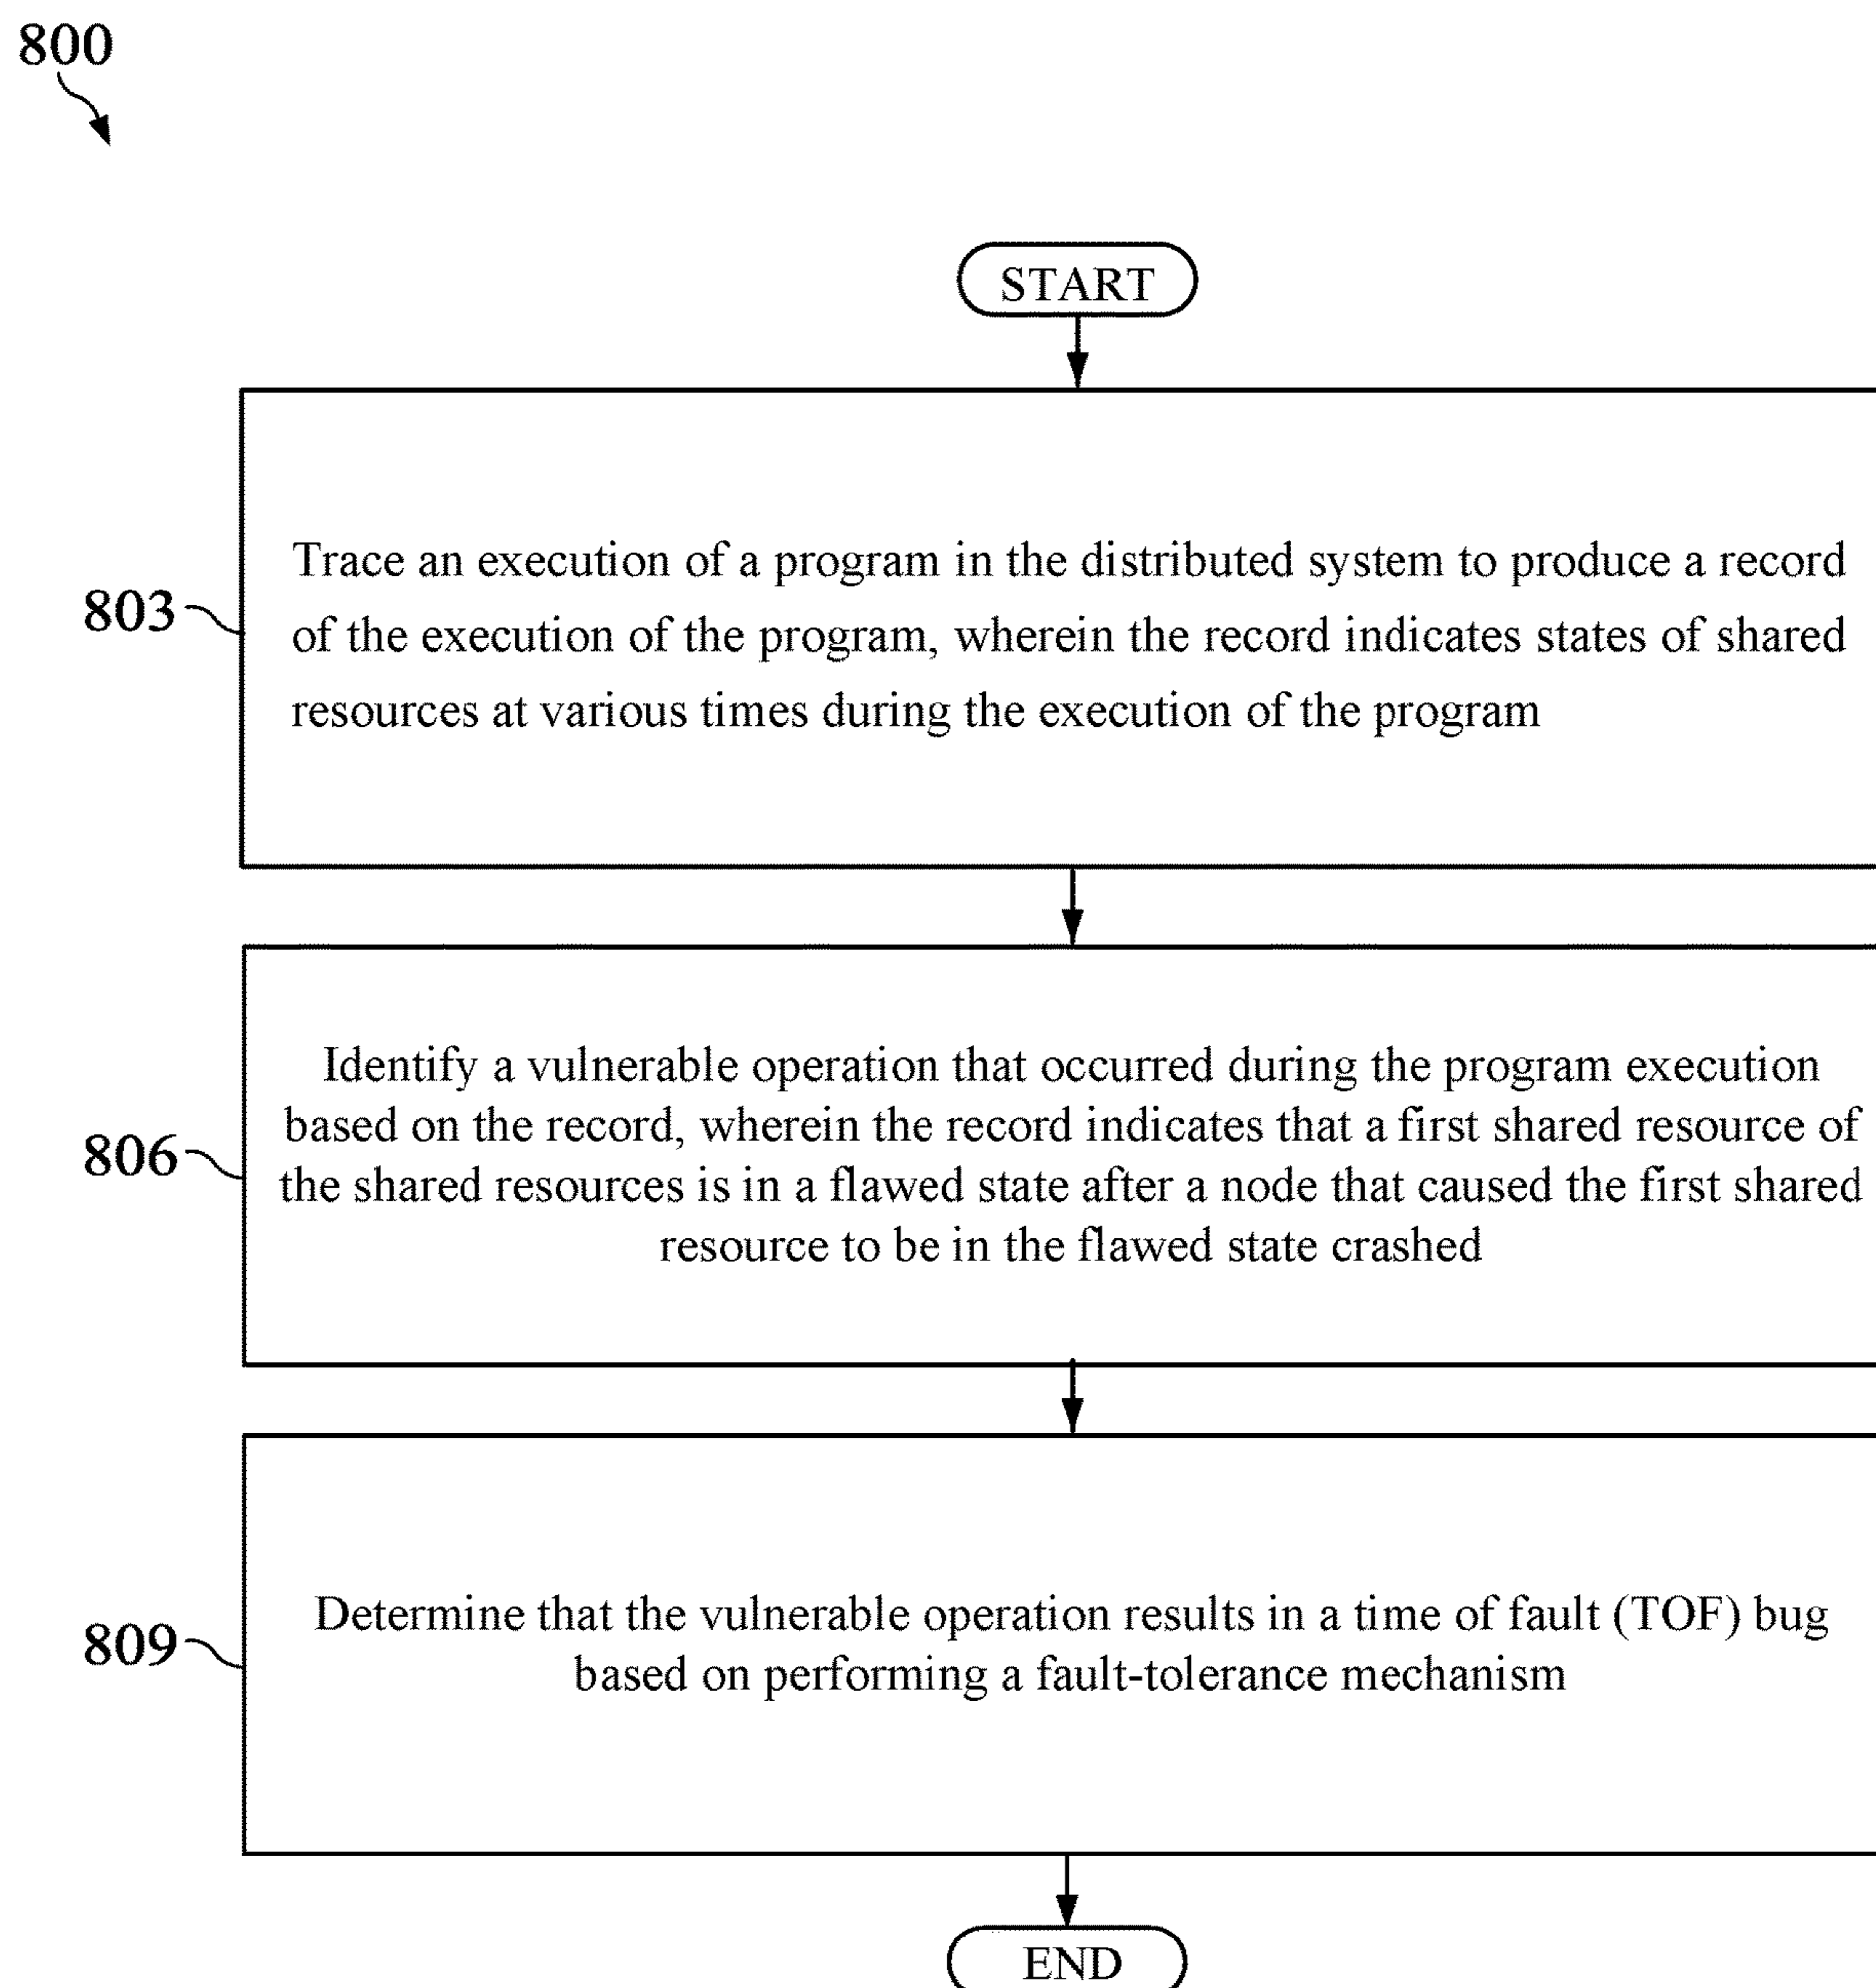 800
START
803
Trace an execution of a program in the distributed system to produce a record
of the execution of the program, wherein the record indicates states of shared
resources at various times during the execution of the program
806
Identify a vulnerable operation that occurred during the program execution
based on the record, wherein the record indicates that a first shared resource of
the shared resources is in a flawed state after a node that caused the first shared
resource to be in the flawed state crashed
809
Determine that the vulnerable operation results in a time of fault (TOF) bug
based on performing a fault-tolerance mechanism
END